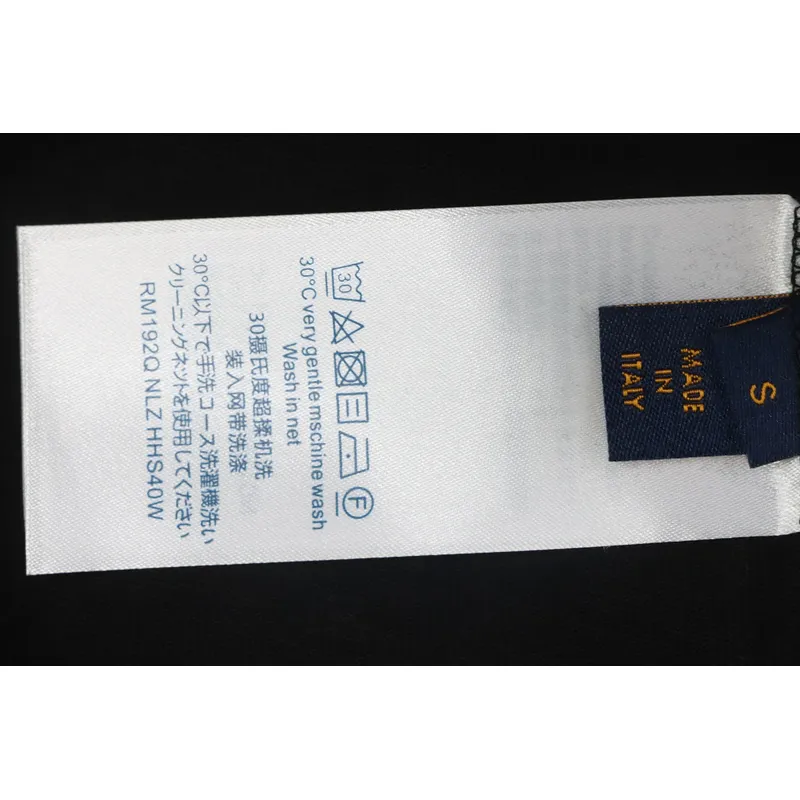 30
F
30°C very gentle mschine wash
Wash in net
30摄氏度超揉机洗
装入网带洗涤
30°C以下で手洗コース洗濯機洗い
クリーニングネットを使用してください
RM192Q NLZ HHS40W
MADE
IN
ITALY
S